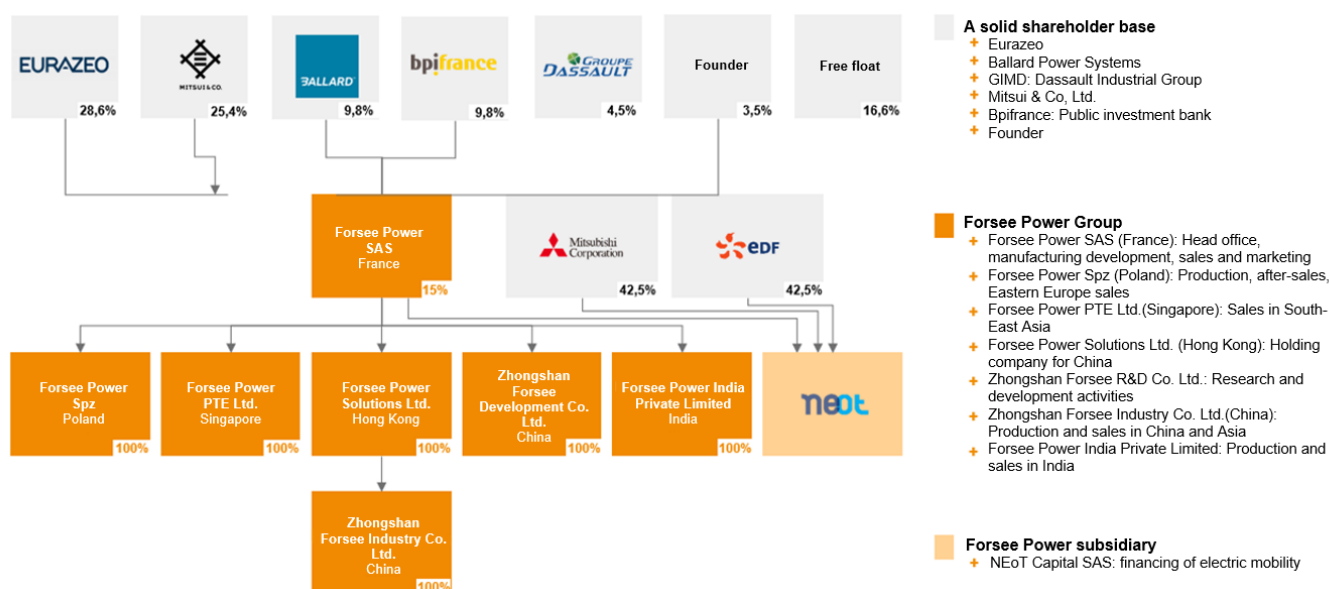 EURAZEO
28,6%
MITSUI & CO.
25,4%
BALLARD
9,8%
bpifrance
9,8%
GROUPE
DASSAULT
4,5%
Founder
3,5%
Free float
16,6%
Forsee Power
SAS
France
15%
Mitsubishi
Corporation
42,5%
eDF
42,5%
Forsee Power
Spz
Poland
100%
Forsee Power
PTE Ltd.
Singapore
100%
Forsee Power
Solutions Ltd.
Hong Kong
100%
Zhongshan
Forsee
Development Co.
Ltd.
China
100%
Forsee Power India
Private Limited
India
100%
neot
Zhongshan
Forsee Industry Co.
Ltd.
China
100%
A solid shareholder base
+ Eurazeo
+ Ballard Power Systems
+ GIMD: Dassault Industrial Group
+ Mitsui & Co, Ltd.
+ Bpifrance: Public investment bank
+ Founder
Forsee Power Group
+ Forsee Power SAS (France): Head office,
manufacturing development, sales and marketing
+ Forsee Power Spz (Poland): Production, after-sales,
Eastern Europe sales
+ Forsee Power PTE Ltd.(Singapore): Sales in South-
East Asia
+ Forsee Power Solutions Ltd. (Hong Kong): Holding
company for China
+ Zhongshan Forsee R&D Co. Ltd.: Research and
development activities
+ Zhongshan Forsee Industry Co. Ltd.(China):
Production and sales in China and Asia
+ Forsee Power India Private Limited: Production and
sales in India
Forsee Power subsidiary
+ NEoT Capital SAS: financing of electric mobility